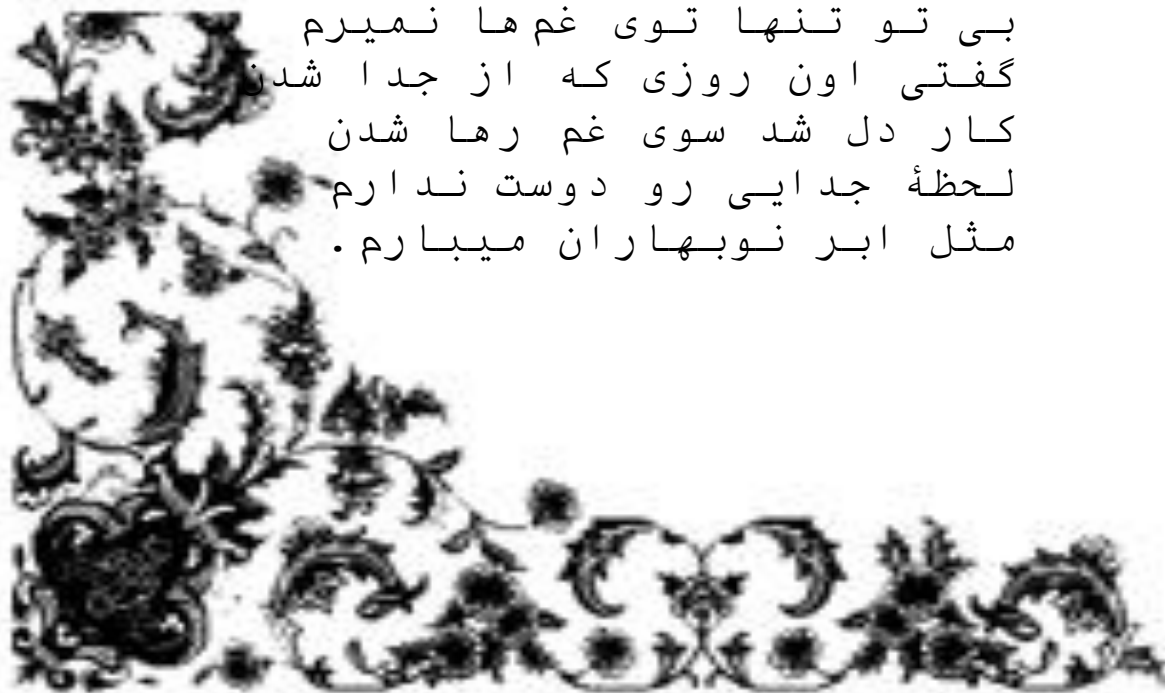 بی تو تنها توی غم‌ها نمیرم
گفتی اون روزی که از جدا شدن
کار دل شد سوی غم رها شدن
لحظهٔ جدایی رو دوست ندارم
مثل ابر نوبهاران میبارم.